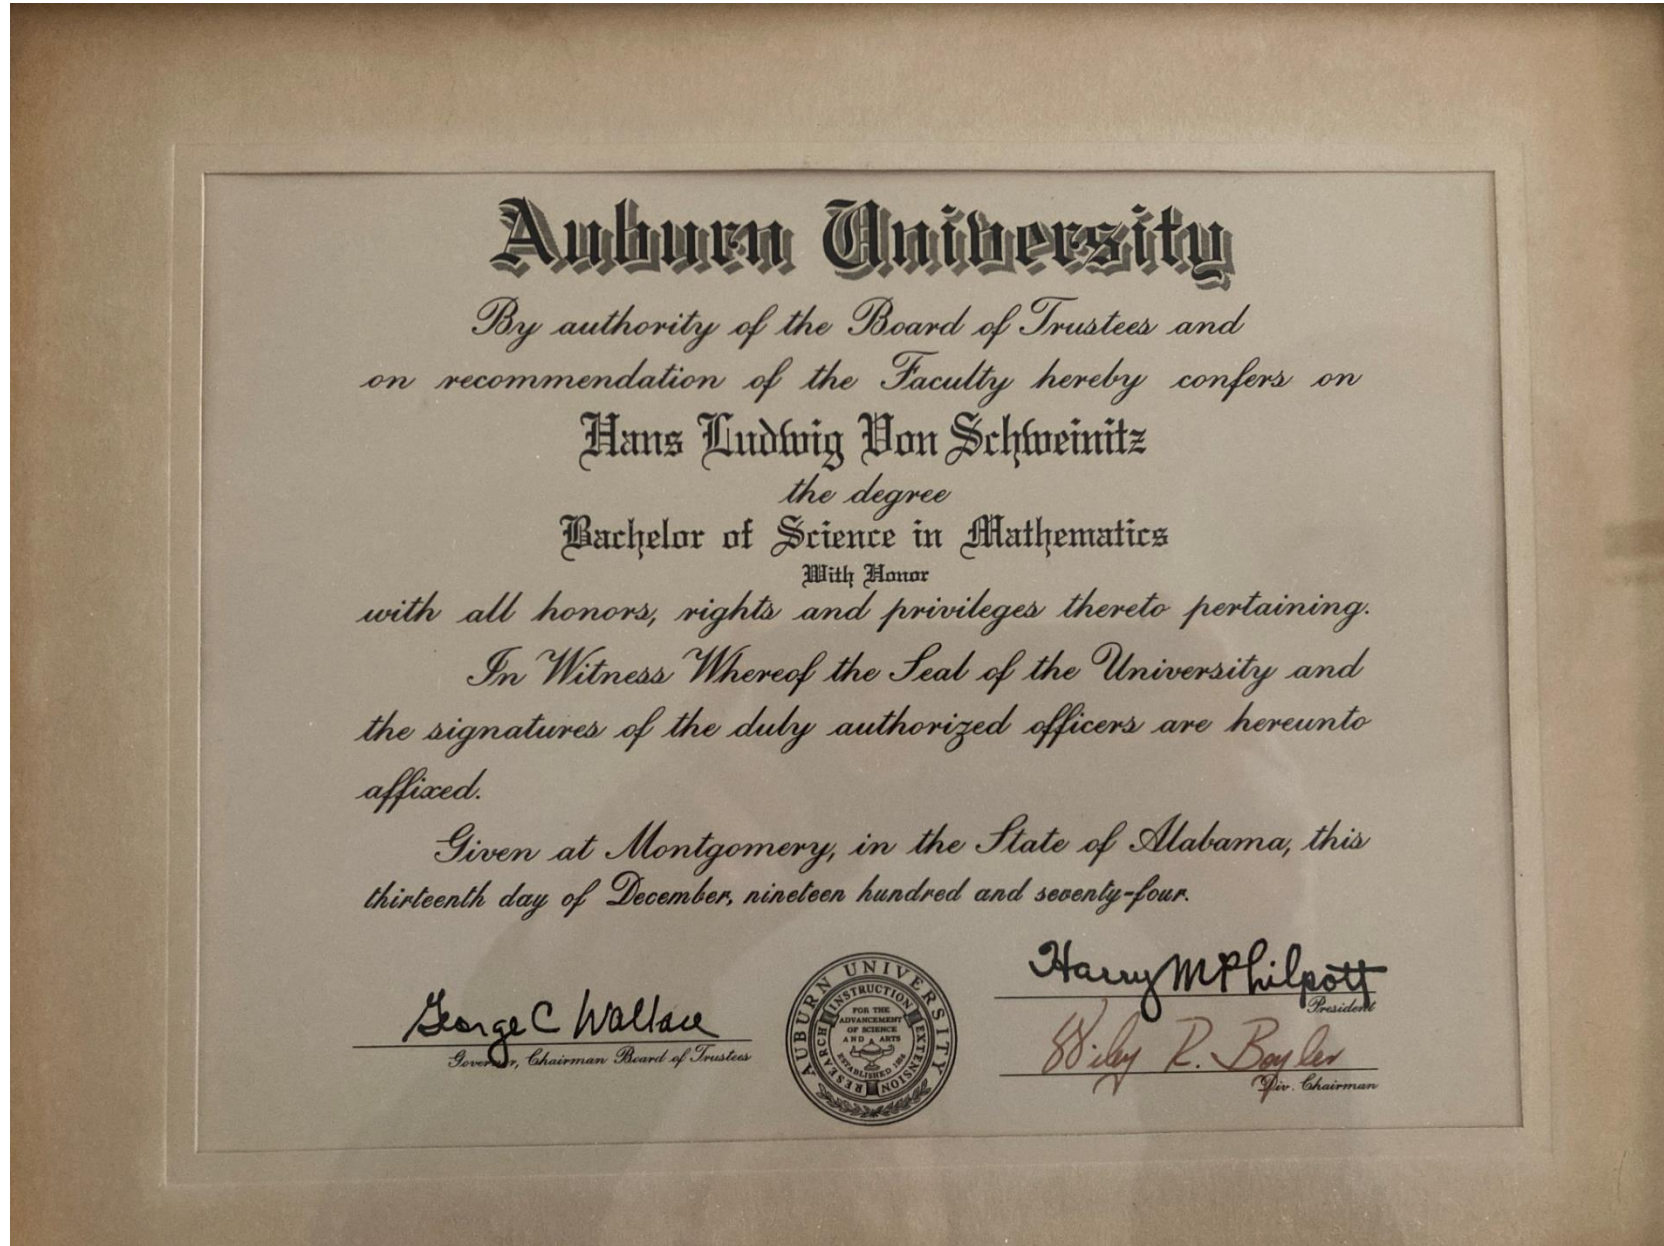 Auburn University
By authority of the Board of Trustees and
on recommendation of the Faculty hereby confers on
Hans Ludwig Von Schweinitz
the degree
Bachelor of Science in Mathematics
With Honor
with all honors, rights and privileges thereto pertaining.
In Witness Whereof the Seal of the University and
the signatures of the duly authorized officers are hereunto
affixed.
Given at Montgomery, in the State of Alabama, this
thirteenth day of December, nineteen hundred and seventy-four.
George C Wallace
Governor, Chairman Board of Trustees
AUBURN UNIVERSITY
RESEARCH INSTRUCTION EXTENSION
FOR THE
ADVANCEMENT
OF SCIENCE
AND ARTS
ESTABLISHED 1856
Harry M Philpott
President
R.
Div. Chairman